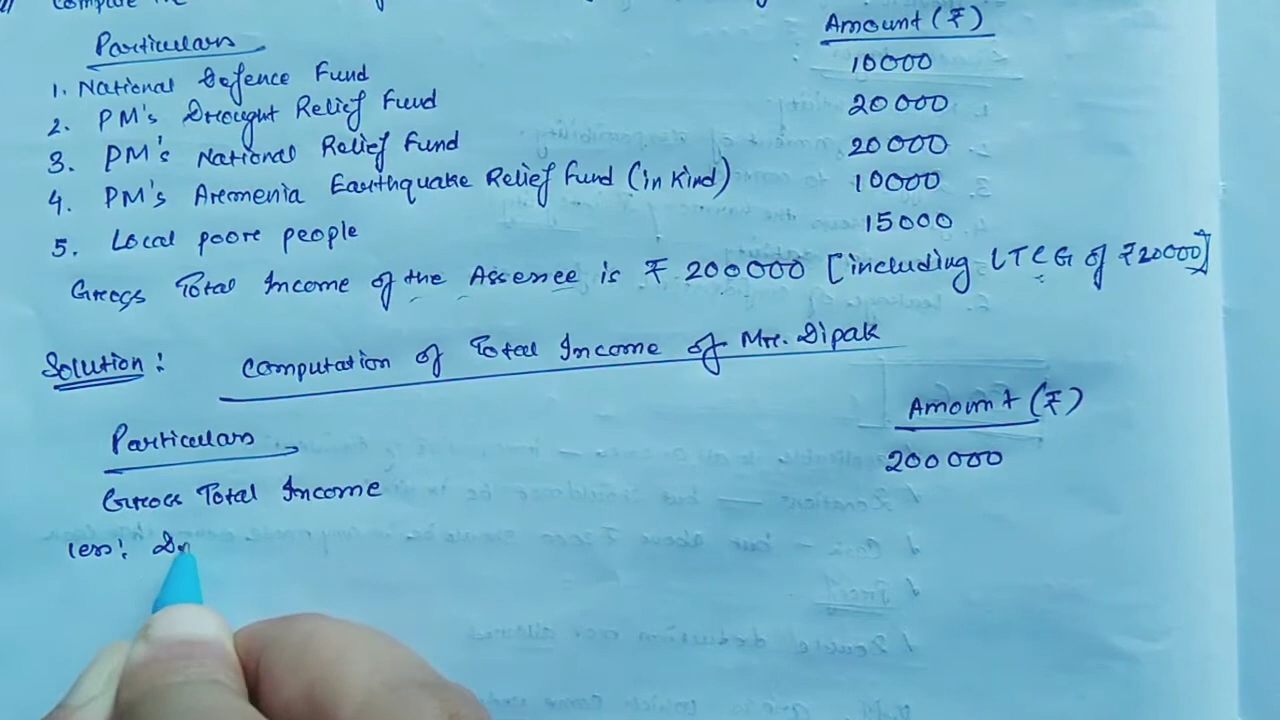 Compute the
Particulars Amount (₹)
1. National Defence Fund 10000
2. PM's Drought Relief Fund 20000
3. PM's National Relief Fund 20000
4. PM's Aremenia Earthquake Relief Fund (in Kind) 10000
5. Local poore people 15000
Gross Total Income of the Assessee is ₹ 200000 [including LTCG of ₹20000]
Solution: Computation of Total Income of Mr. Dipak
Particulars Amount (₹)
Gross Total Income 200000
Less: